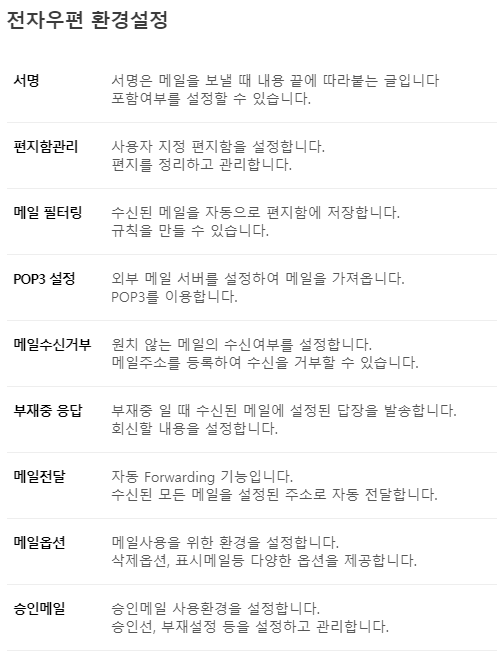 전자우편 환경설정
서명
서명은 메일을 보낼 때 내용 끝에 따라붙는 글입니다
포함여부를 설정할 수 있습니다.
편지함관리
사용자 지정 편지함을 설정합니다.
편지를 정리하고 관리합니다.
메일 필터링
수신된 메일을 자동으로 편지함에 저장합니다.
규칙을 만들 수 있습니다.
POP3 설정
외부 메일 서버를 설정하여 메일을 가져옵니다.
POP3를 이용합니다.
메일수신거부
원치 않는 메일의 수신여부를 설정합니다.
메일주소를 등록하여 수신을 거부할 수 있습니다.
부재중 응답
부재중 일 때 수신된 메일에 설정된 답장을 발송합니다.
회신할 내용을 설정합니다.
메일전달
자동 Forwarding 기능입니다.
수신된 모든 메일을 설정된 주소로 자동 전달합니다.
메일옵션
메일사용을 위한 환경을 설정합니다.
삭제옵션, 표시메일등 다양한 옵션을 제공합니다.
승인메일
승인메일 사용환경을 설정합니다.
승인선, 부재설정 등을 설정하고 관리합니다.